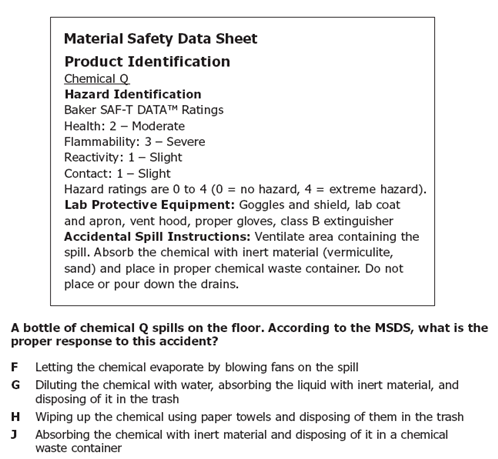 Material Safety Data Sheet
Product Identification
Chemical Q
Hazard Identification
Baker SAF-T DATA™ Ratings
Health: 2 – Moderate
Flammability: 3 – Severe
Reactivity: 1 – Slight
Contact: 1 – Slight
Hazard ratings are 0 to 4 (0 = no hazard, 4 = extreme hazard).
Lab Protective Equipment: Goggles and shield, lab coat
and apron, vent hood, proper gloves, class B extinguisher
Accidental Spill Instructions: Ventilate area containing the
spill. Absorb the chemical with inert material (vermiculite,
sand) and place in proper chemical waste container. Do not
place or pour down the drains.
A bottle of chemical Q spills on the floor. According to the MSDS, what is the
proper response to this accident?
F Letting the chemical evaporate by blowing fans on the spill
G Diluting the chemical with water, absorbing the liquid with inert material, and
disposing of it in the trash
H Wiping up the chemical using paper towels and disposing of them in the trash
J Absorbing the chemical with inert material and disposing of it in a chemical
waste container